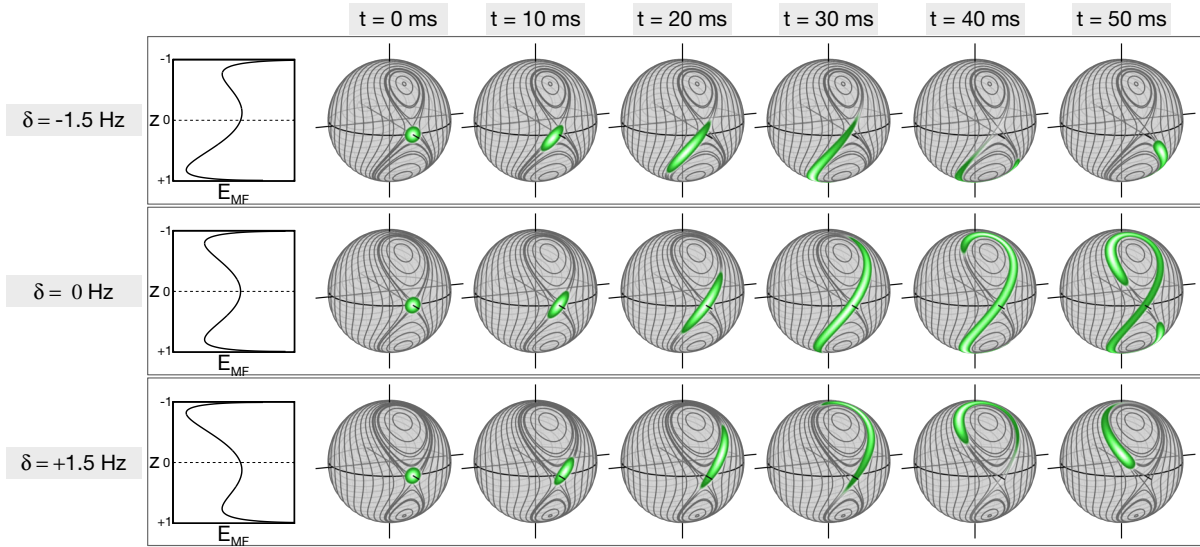 t = 0 ms t = 10 ms t = 20 ms t = 30 ms t = 40 ms t = 50 ms
-1
δ = -1.5 Hz
z 0
+1
E_MF
-1
δ = 0 Hz
z 0
+1
E_MF
-1
δ = +1.5 Hz
z 0
+1
E_MF